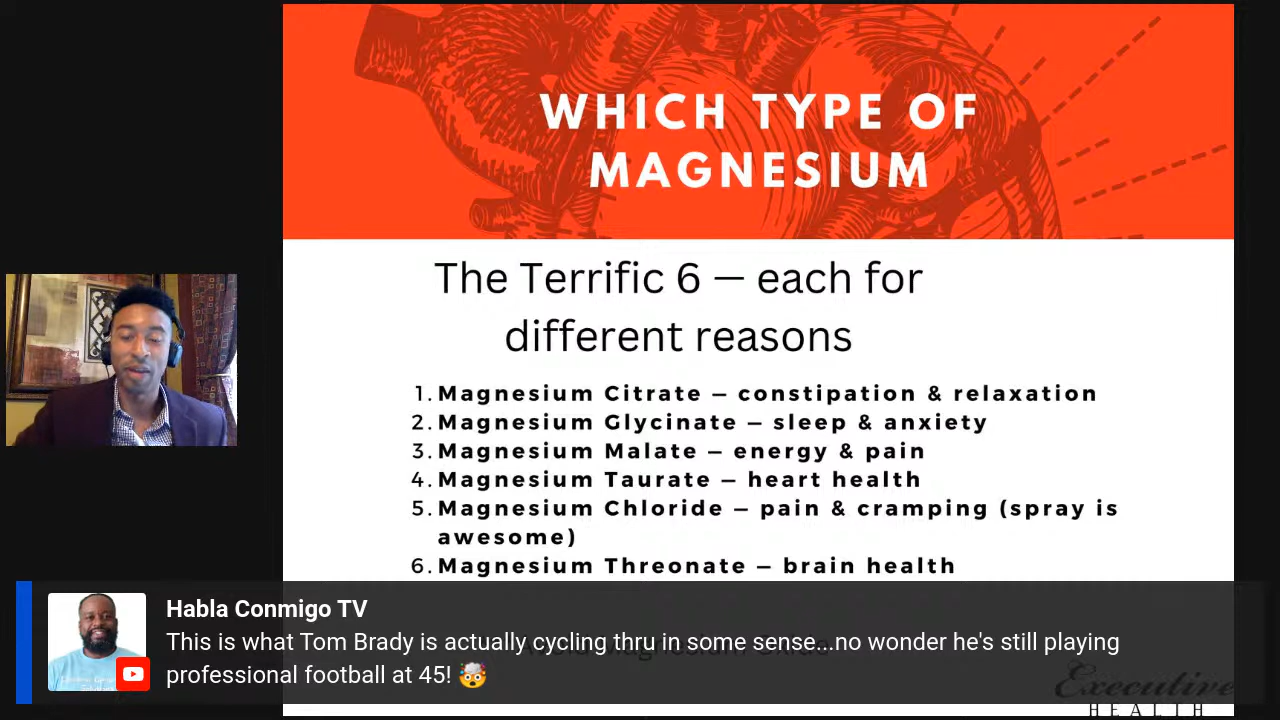 WHICH TYPE OF
MAGNESIUM
The Terrific 6 – each for
different reasons
1. Magnesium Citrate – constipation & relaxation
2. Magnesium Glycinate – sleep & anxiety
3. Magnesium Malate – energy & pain
4. Magnesium Taurate – heart health
5. Magnesium Chloride – pain & cramping (spray is
awesome)
6. Magnesium Threonate – brain health
Habla Conmigo TV
This is what Tom Brady is actually cycling thru in some sense...no wonder he's still playing
professional football at 45! 🤯
Executive
HEALTH